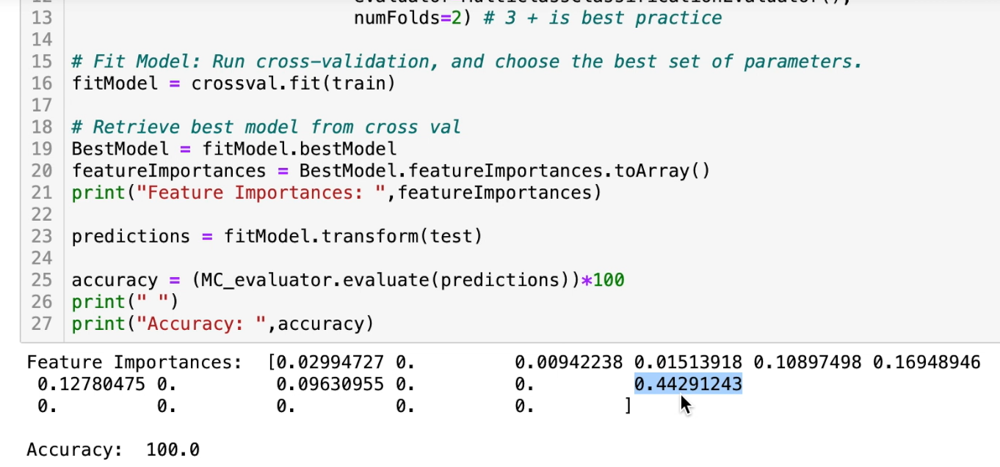 13 numFolds=2) # 3 + is best practice
14
15 # Fit Model: Run cross-validation, and choose the best set of parameters.
16 fitModel = crossval.fit(train)
17
18 # Retrieve best model from cross val
19 BestModel = fitModel.bestModel
20 featureImportances = BestModel.featureImportances.toArray()
21 print("Feature Importances: ",featureImportances)
22
23 predictions = fitModel.transform(test)
24
25 accuracy = (MC_evaluator.evaluate(predictions))*100
26 print(" ")
27 print("Accuracy: ",accuracy)
Feature Importances:  [0.02994727 0.         0.00942238 0.01513918 0.10897498 0.16948946
0.12780475 0.         0.09630955 0.         0.         0.44291243
0.         0.         0.         0.         0.        ]
Accuracy:  100.0